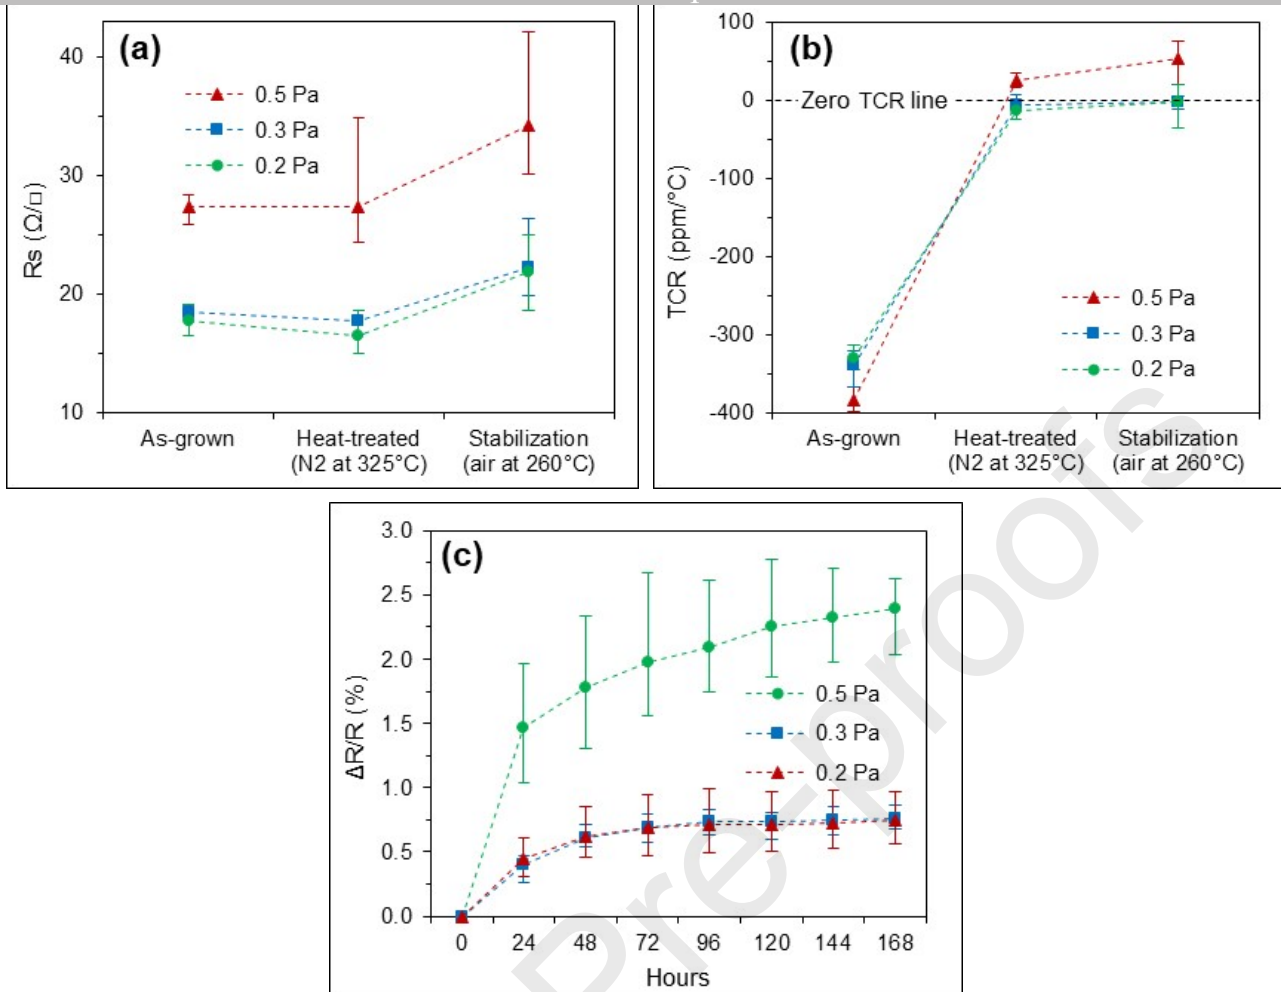 (a)
40
30
20
10
Rs (Ω/□)
0.5 Pa
0.3 Pa
0.2 Pa
As-grown
Heat-treated
(N2 at 325°C)
Stabilization
(air at 260°C)
(b)
100
0
-100
-200
-300
-400
TCR (ppm/°C)
Zero TCR line
0.5 Pa
0.3 Pa
0.2 Pa
As-grown
Heat-treated
(N2 at 325°C)
Stabilization
(air at 260°C)
(c)
3.0
2.5
2.0
1.5
1.0
0.5
0.0
ΔR/R (%)
0.5 Pa
0.3 Pa
0.2 Pa
0 24 48 72 96 120 144 168
Hours
Pre-proofs